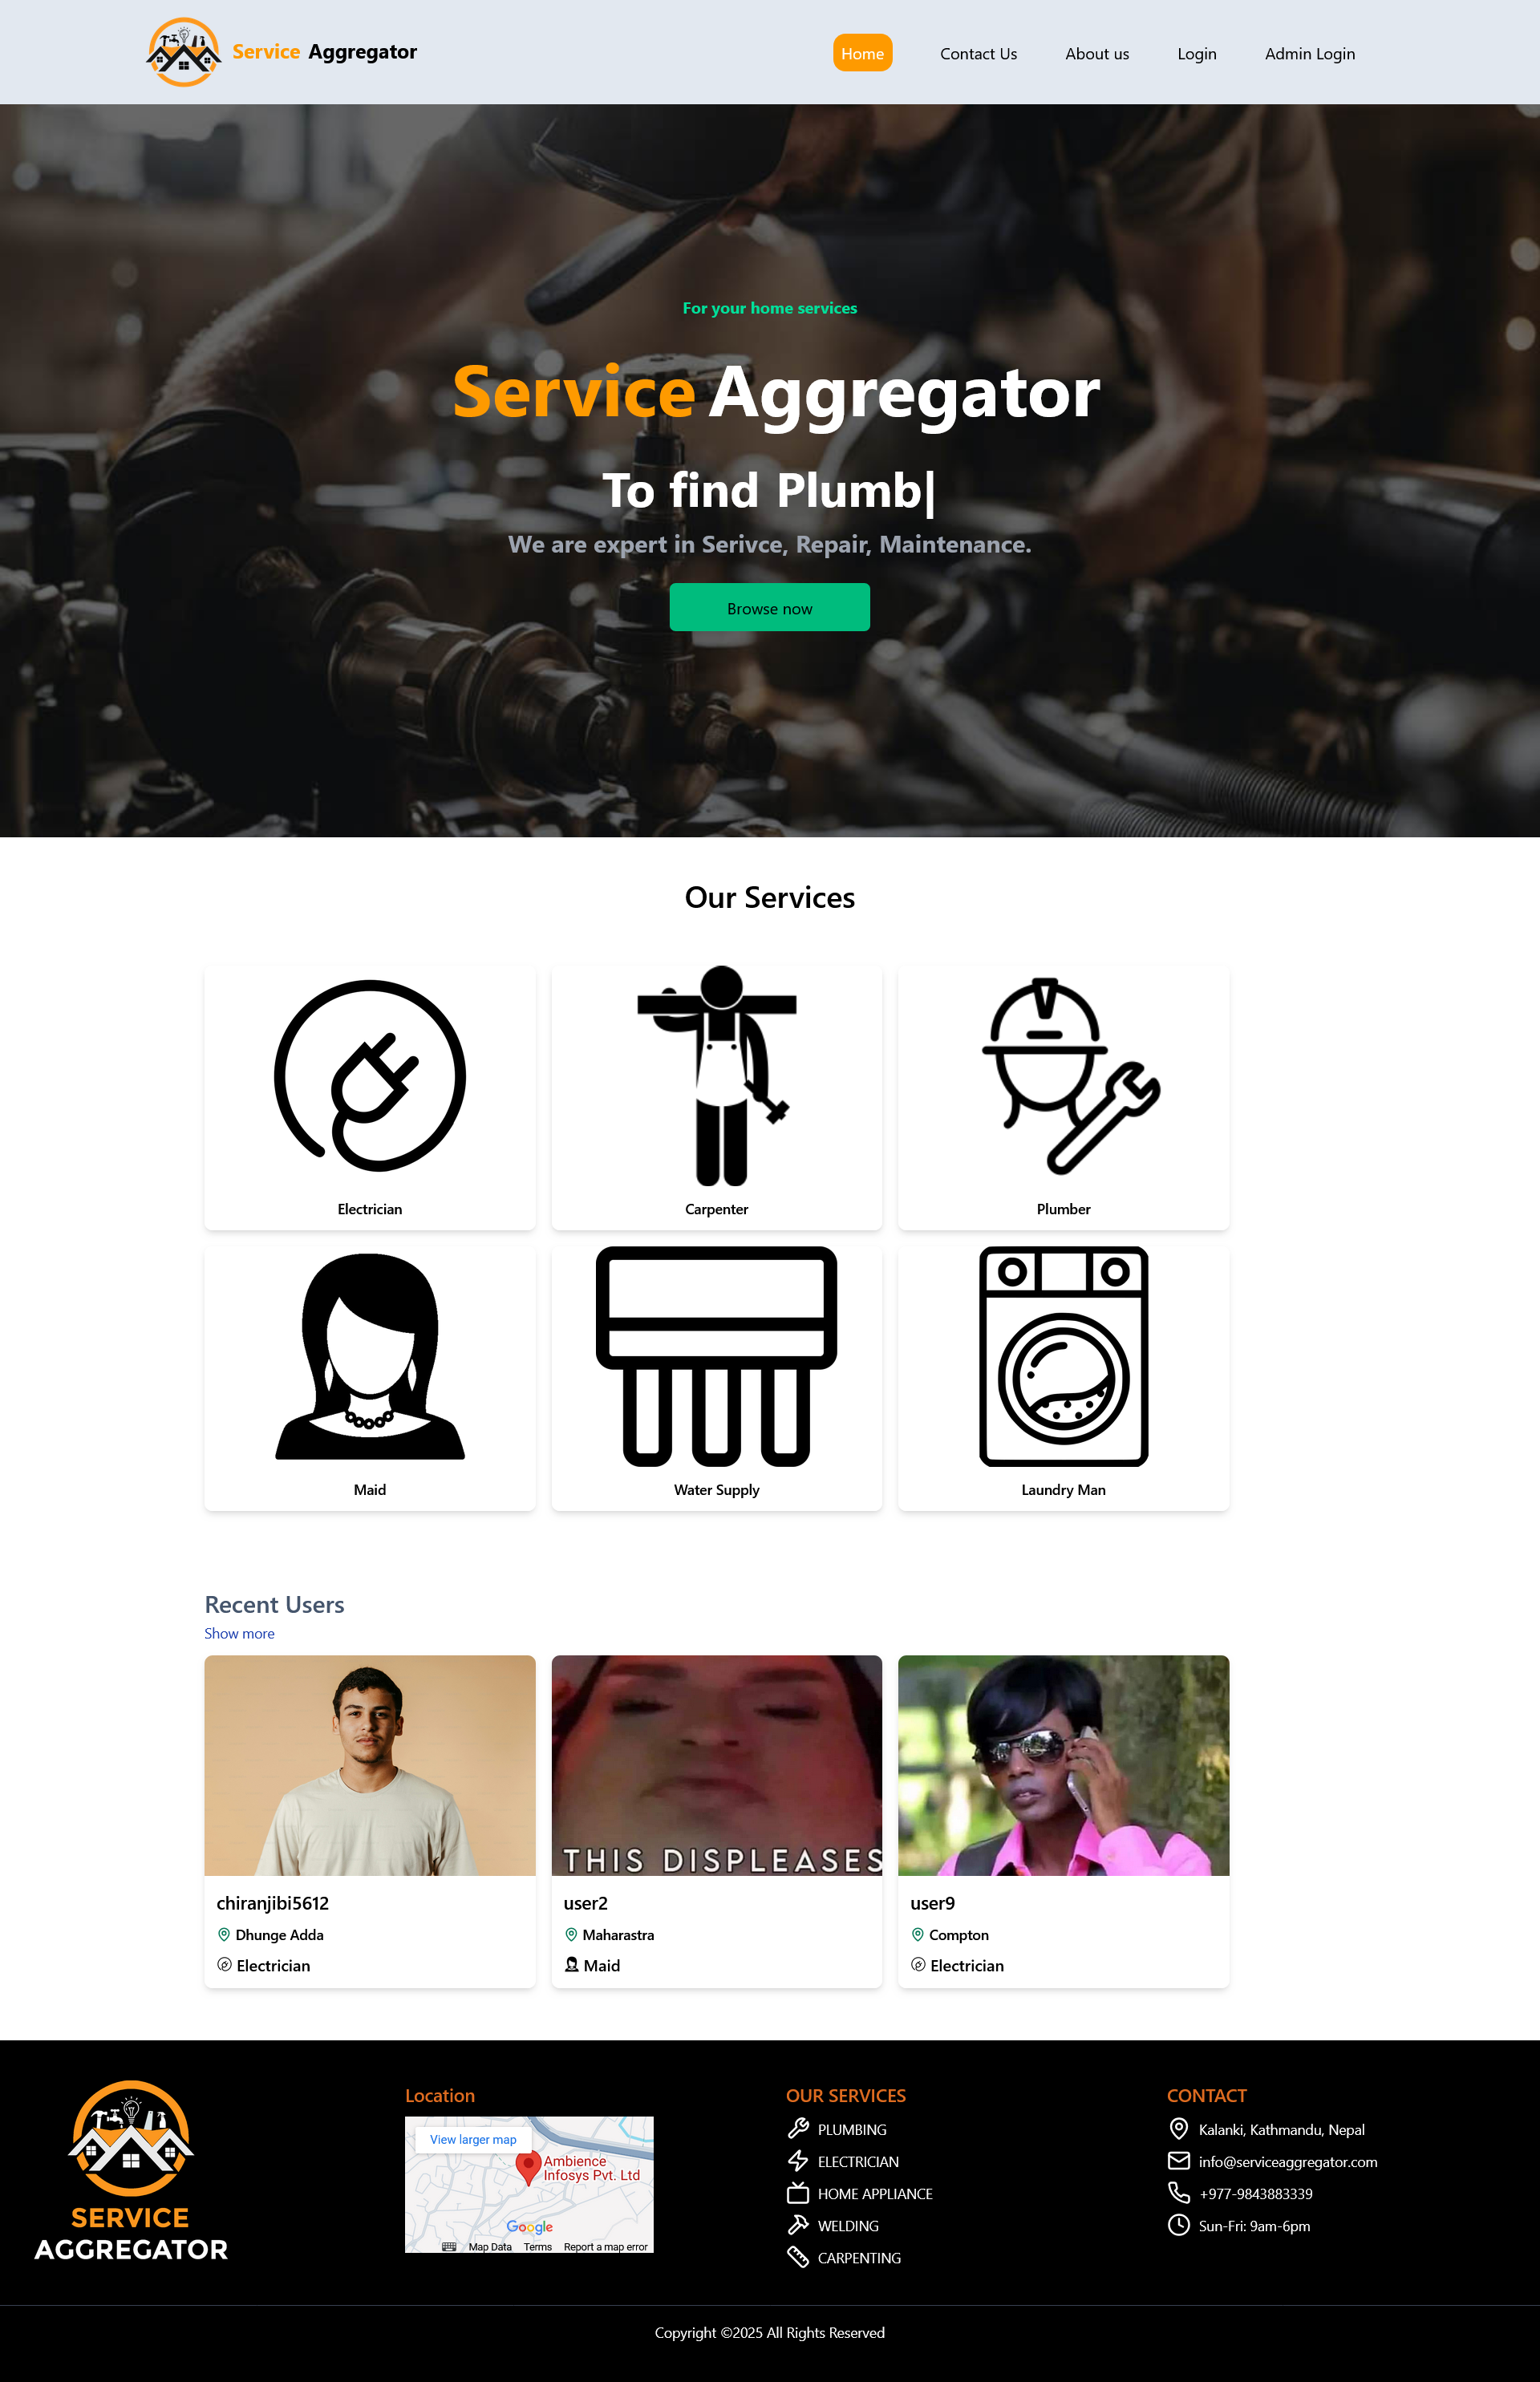 Service Aggregator
Home
Contact Us
About us
Login
Admin Login
For your home services
Service Aggregator
To find Plumb|
We are expert in Serivce, Repair, Maintenance.
Browse now
Our Services
Electrician
Carpenter
Plumber
Maid
Water Supply
Laundry Man
Recent Users
Show more
THIS DISPLEASES
chiranjibi5612
Dhunge Adda
Electrician
user2
Maharastra
Maid
user9
Compton
Electrician
SERVICE
AGGREGATOR
Location
View larger map
Ambience
Infosys Pvt. Ltd
Google
Map Data
Terms
Report a map error
OUR SERVICES
PLUMBING
ELECTRICIAN
HOME APPLIANCE
WELDING
CARPENTING
CONTACT
Kalanki, Kathmandu, Nepal
info@serviceaggregator.com
+977-9843883339
Sun-Fri: 9am-6pm
Copyright ©2025 All Rights Reserved